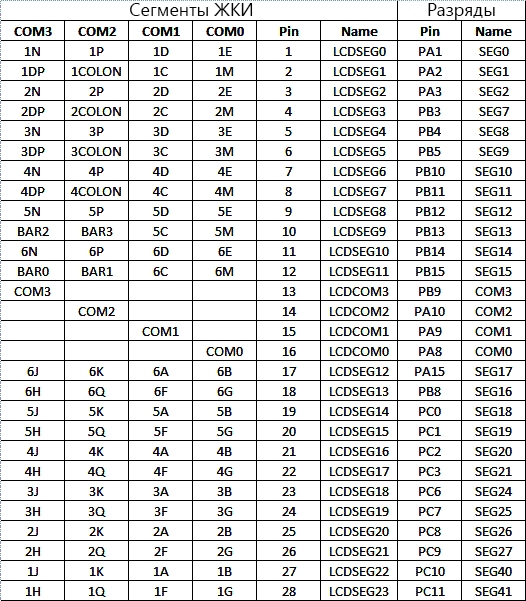 Сегменты ЖКИ Разряды
COM3 COM2 COM1 COM0 Pin Name Pin Name
1N 1P 1D 1E 1 LCDSEG0 PA1 SEG0
1DP 1COLON 1C 1M 2 LCDSEG1 PA2 SEG1
2N 2P 2D 2E 3 LCDSEG2 PA3 SEG2
2DP 2COLON 2C 2M 4 LCDSEG3 PB3 SEG7
3N 3P 3D 3E 5 LCDSEG4 PB4 SEG8
3DP 3COLON 3C 3M 6 LCDSEG5 PB5 SEG9
4N 4P 4D 4E 7 LCDSEG6 PB10 SEG10
4DP 4COLON 4C 4M 8 LCDSEG7 PB11 SEG11
5N 5P 5D 5E 9 LCDSEG8 PB12 SEG12
BAR2 BAR3 5C 5M 10 LCDSEG9 PB13 SEG13
6N 6P 6D 6E 11 LCDSEG10 PB14 SEG14
BAR0 BAR1 6C 6M 12 LCDSEG11 PB15 SEG15
COM3 13 LCDCOM3 PB9 COM3
COM2 14 LCDCOM2 PA10 COM2
COM1 15 LCDCOM1 PA9 COM1
COM0 16 LCDCOM0 PA8 COM0
6J 6K 6A 6B 17 LCDSEG12 PA15 SEG17
6H 6Q 6F 6G 18 LCDSEG13 PB8 SEG16
5J 5K 5A 5B 19 LCDSEG14 PC0 SEG18
5H 5Q 5F 5G 20 LCDSEG15 PC1 SEG19
4J 4K 4A 4B 21 LCDSEG16 PC2 SEG20
4H 4Q 4F 4G 22 LCDSEG17 PC3 SEG21
3J 3K 3A 3B 23 LCDSEG18 PC6 SEG24
3H 3Q 3F 3G 24 LCDSEG19 PC7 SEG25
2J 2K 2A 2B 25 LCDSEG20 PC8 SEG26
2H 2Q 2F 2G 26 LCDSEG21 PC9 SEG27
1J 1K 1A 1B 27 LCDSEG22 PC10 SEG40
1H 1Q 1F 1G 28 LCDSEG23 PC11 SEG41